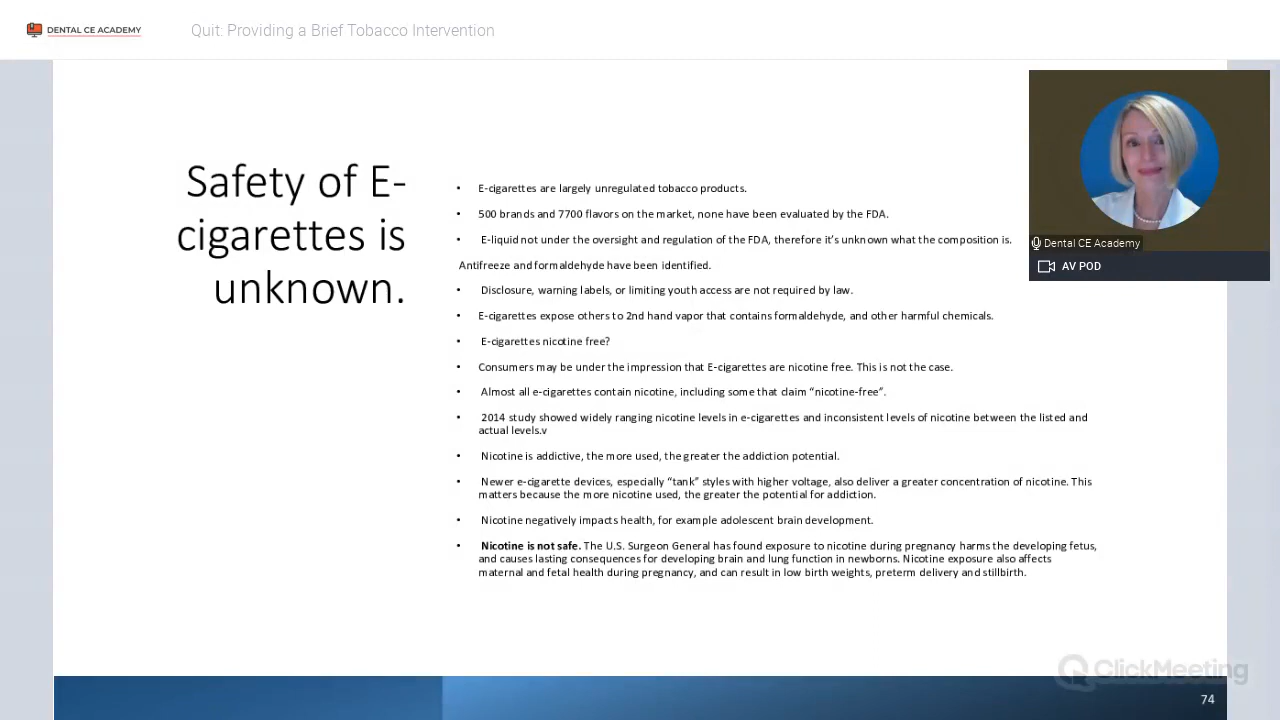 DENTAL CE ACADEMY
Quit: Providing a Brief Tobacco Intervention
Safety of E-
cigarettes is
unknown.
• E-cigarettes are largely unregulated tobacco products.
• 500 brands and 7700 flavors on the market, none have been evaluated by the FDA.
• E-liquid not under the oversight and regulation of the FDA, therefore it's unknown what the composition is.
Antifreeze and formaldehyde have been identified.
• Disclosure, warning labels, or limiting youth access are not required by law.
• E-cigarettes expose others to 2nd hand vapor that contains formaldehyde, and other harmful chemicals.
• E-cigarettes nicotine free?
• Consumers may be under the impression that E-cigarettes are nicotine free. This is not the case.
• Almost all e-cigarettes contain nicotine, including some that claim “nicotine-free”.
• 2014 study showed widely ranging nicotine levels in e-cigarettes and inconsistent levels of nicotine between the listed and
actual levels.v
• Nicotine is addictive, the more used, the greater the addiction potential.
• Newer e-cigarette devices, especially “tank” styles with higher voltage, also deliver a greater concentration of nicotine. This
matters because the more nicotine used, the greater the potential for addiction.
• Nicotine negatively impacts health, for example adolescent brain development.
• Nicotine is not safe. The U.S. Surgeon General has found exposure to nicotine during pregnancy harms the developing fetus,
and causes lasting consequences for developing brain and lung function in newborns. Nicotine exposure also affects
maternal and fetal health during pregnancy, and can result in low birth weights, preterm delivery and stillbirth.
Dental CE Academy
AV POD
ClickMeeting
74